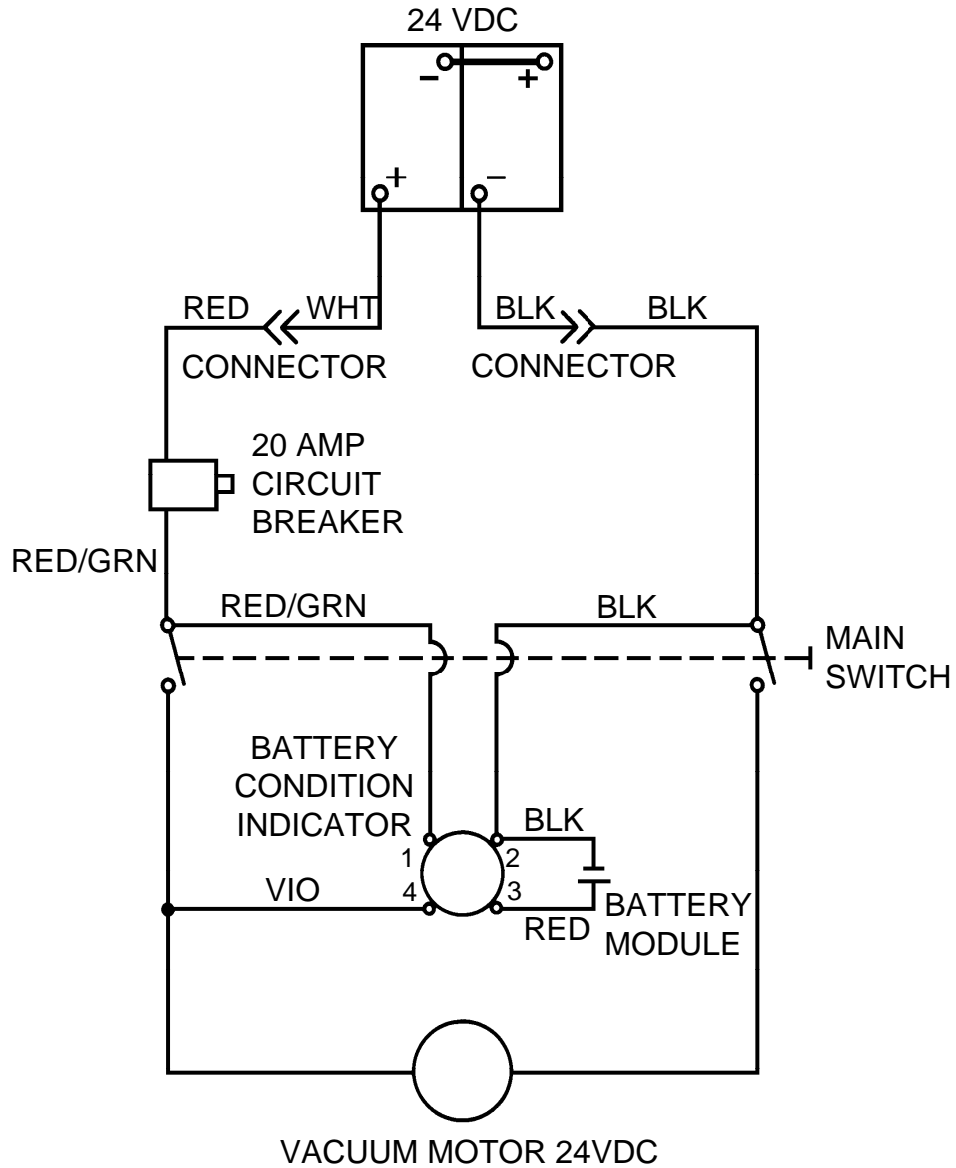 24 VDC
− +
+ −
RED WHT BLK BLK
CONNECTOR CONNECTOR
20 AMP
CIRCUIT
BREAKER
RED/GRN
RED/GRN BLK
MAIN
SWITCH
BATTERY
CONDITION
INDICATOR
BLK
1 2
VIO 4 3
RED
BATTERY
MODULE
VACUUM MOTOR 24VDC